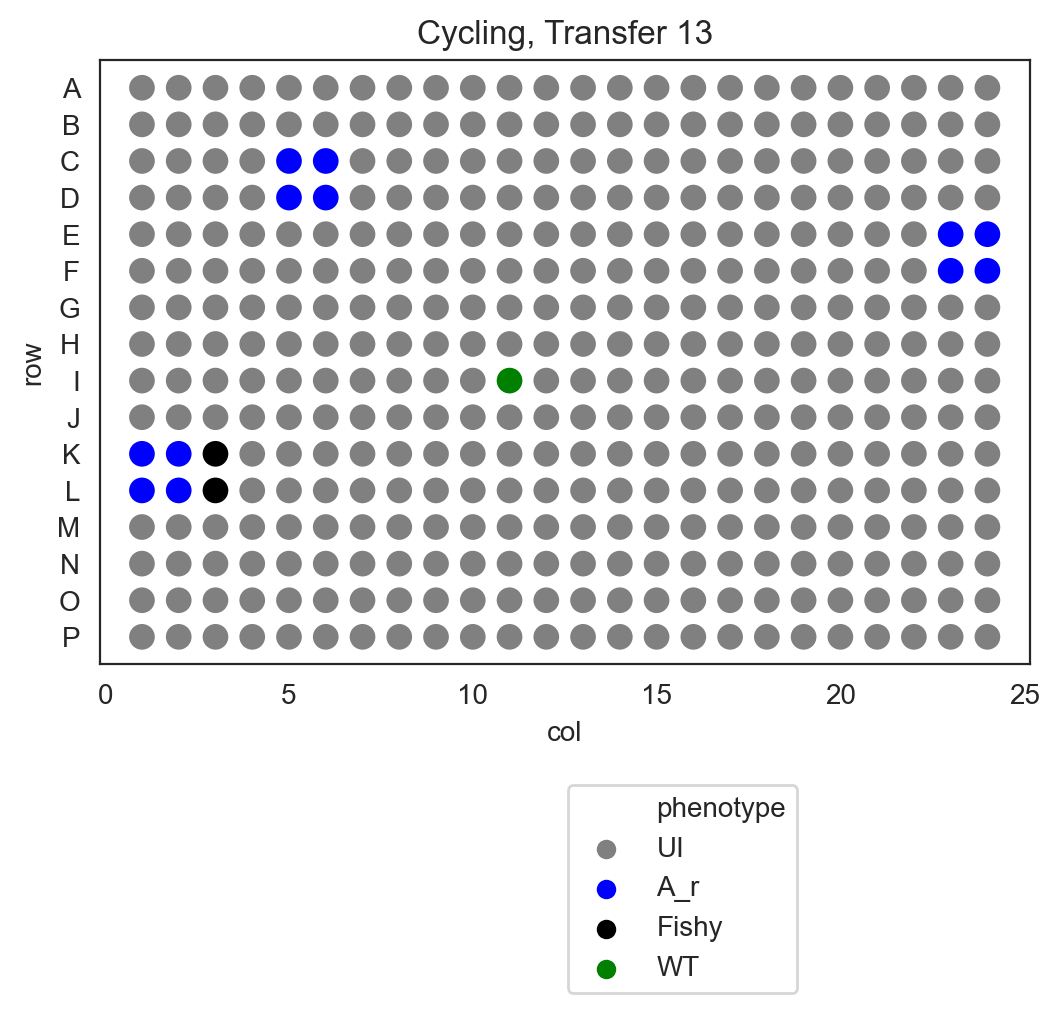 Cycling, Transfer 13
A
B
C
D
E
F
G
H
I
J
K
L
M
N
O
P
row
0 5 10 15 20 25
col
phenotype
UI
A_r
Fishy
WT